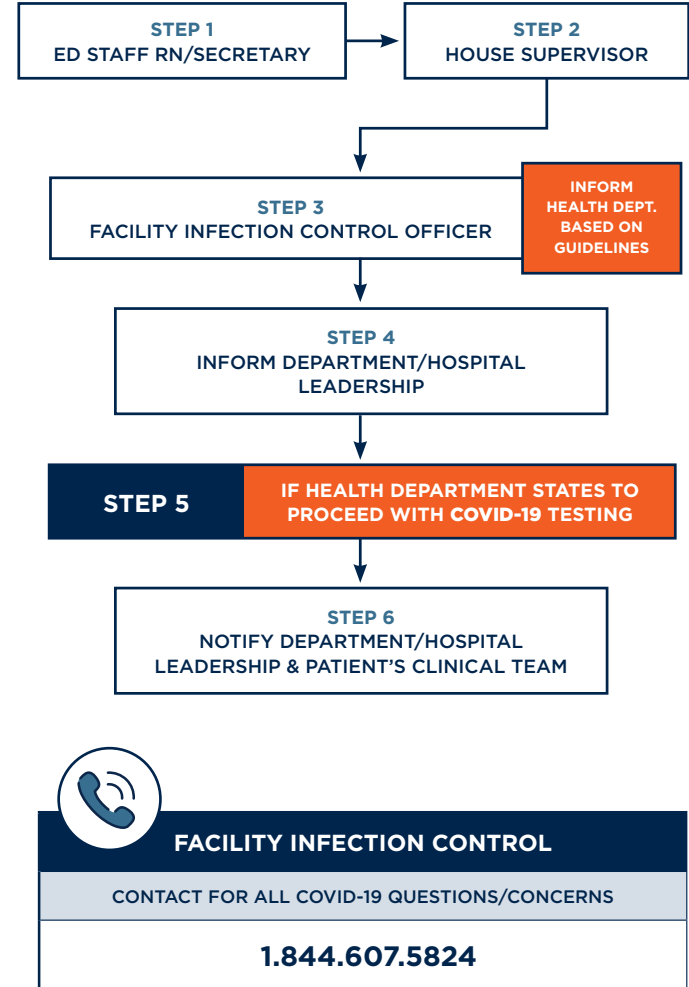 STEP 1
ED STAFF RN/SECRETARY
STEP 2
HOUSE SUPERVISOR
STEP 3
FACILITY INFECTION CONTROL OFFICER
INFORM
HEALTH DEPT.
BASED ON
GUIDELINES
STEP 4
INFORM DEPARTMENT/HOSPITAL
LEADERSHIP
STEP 5
IF HEALTH DEPARTMENT STATES TO
PROCEED WITH COVID-19 TESTING
STEP 6
NOTIFY DEPARTMENT/HOSPITAL
LEADERSHIP & PATIENT’S CLINICAL TEAM
FACILITY INFECTION CONTROL
CONTACT FOR ALL COVID-19 QUESTIONS/CONCERNS
1.844.607.5824